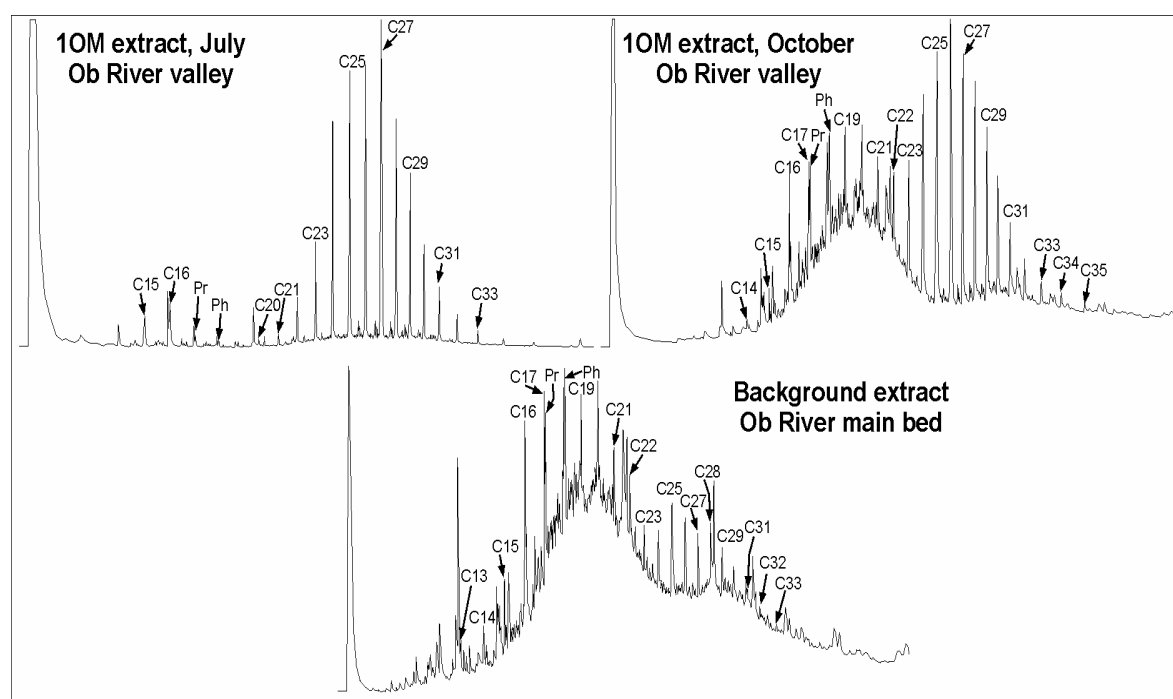 1OM extract, July
Ob River valley
C27
C25
C29
C23
C31
C15
C16
Pr
Ph
C20
C21
C33
1OM extract, October
Ob River valley
C25
C27
Ph
C19
C22
C17
Pr
C21
C23
C29
C16
C15
C31
C14
C33
C34
C35
Background extract
Ob River main bed
C17
Pr
Ph
C19
C16
C21
C22
C28
C25
C27
C23
C29
C31
C15
C13
C32
C14
C33